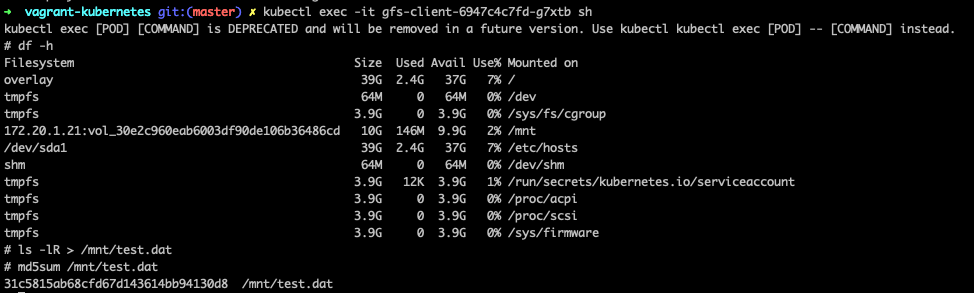 ➜  vagrant-kubernetes git:(master) ✗ kubectl exec -it gfs-client-6947c4c7fd-g7xtb sh
kubectl exec [POD] [COMMAND] is DEPRECATED and will be removed in a future version. Use kubectl kubectl exec [POD] -- [COMMAND] instead.
# df -h
Filesystem                                         Size  Used Avail Use% Mounted on
overlay                                             39G  2.4G   37G   7% /
tmpfs                                               64M     0   64M   0% /dev
tmpfs                                              3.9G     0  3.9G   0% /sys/fs/cgroup
172.20.1.21:vol_30e2c960eab6003df90de106b36486cd    10G  146M  9.9G   2% /mnt
/dev/sda1                                           39G  2.4G   37G   7% /etc/hosts
shm                                                 64M     0   64M   0% /dev/shm
tmpfs                                              3.9G   12K  3.9G   1% /run/secrets/kubernetes.io/serviceaccount
tmpfs                                              3.9G     0  3.9G   0% /proc/acpi
tmpfs                                              3.9G     0  3.9G   0% /proc/scsi
tmpfs                                              3.9G     0  3.9G   0% /sys/firmware
# ls -lR > /mnt/test.dat
# md5sum /mnt/test.dat
31c5815ab68cfd67d143614bb94130d8  /mnt/test.dat